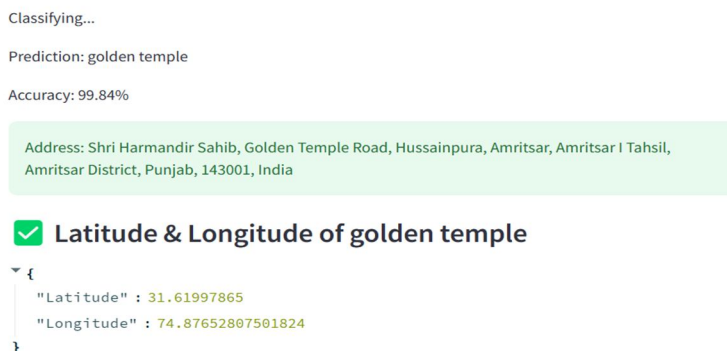 Classifying...
Prediction: golden temple
Accuracy: 99.84%
Address: Shri Harmandir Sahib, Golden Temple Road, Hussainpura, Amritsar, Amritsar I Tahsil,
Amritsar District, Punjab, 143001, India
✅ Latitude & Longitude of golden temple
{
"Latitude" : 31.61997865
"Longitude" : 74.87652807501824
}